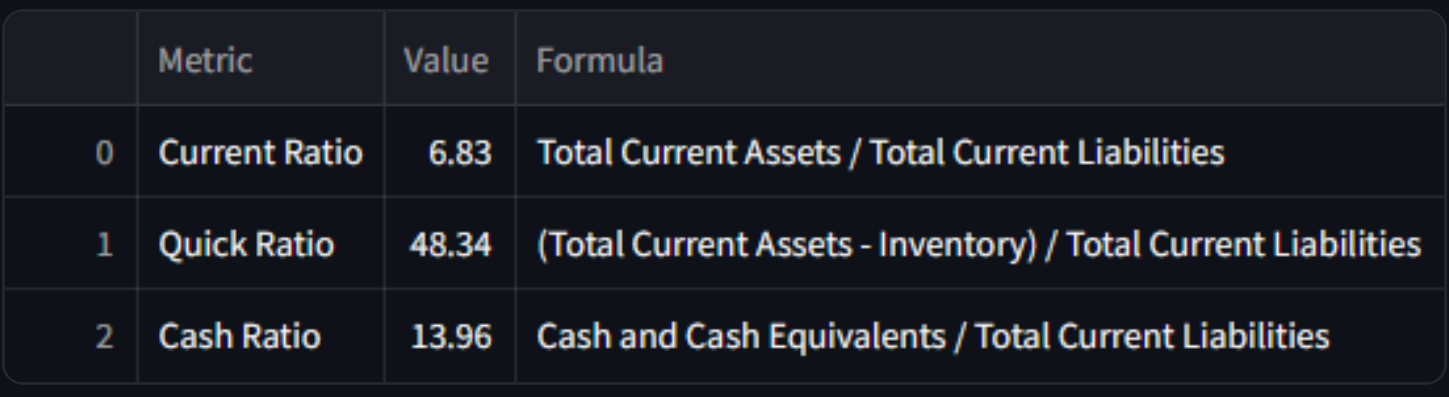 Metric Value Formula
0 Current Ratio 6.83 Total Current Assets / Total Current Liabilities
1 Quick Ratio 48.34 (Total Current Assets - Inventory) / Total Current Liabilities
2 Cash Ratio 13.96 Cash and Cash Equivalents / Total Current Liabilities